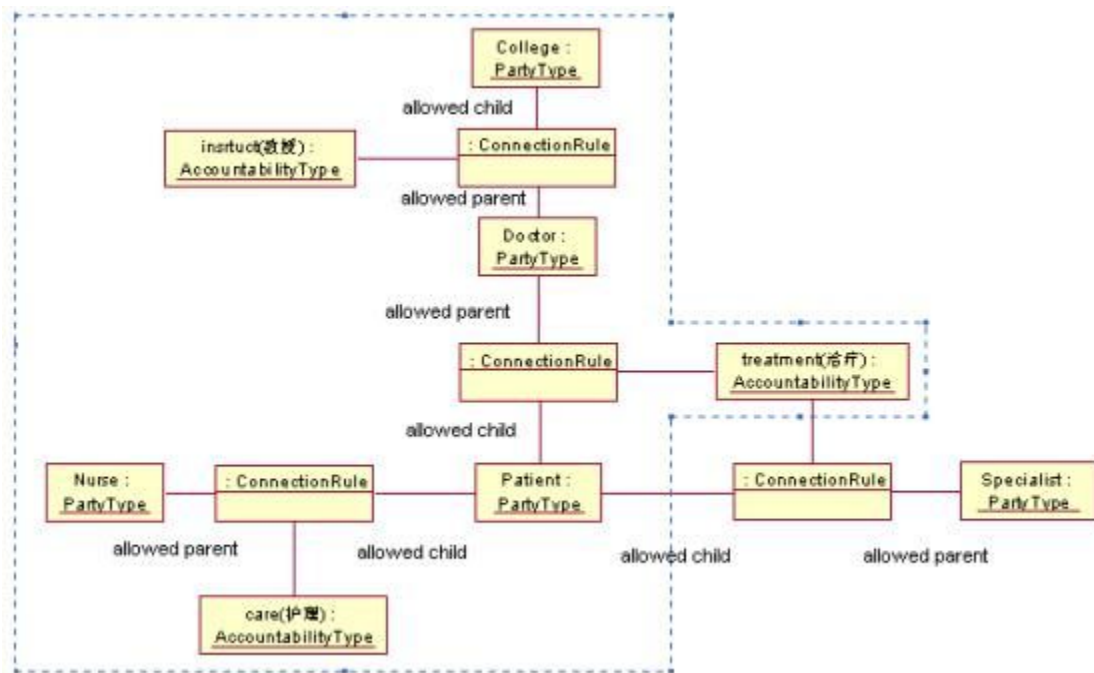 College :
PartyType
allowed child
insrtuct(教授) :
AccountabilityType
: ConnectionRule
allowed parent
Doctor :
PartyType
allowed parent
: ConnectionRule
treatment(治疗) :
AccountabilityType
allowed child
Nurse :
PartyType
: ConnectionRule
Patient :
PartyType
: ConnectionRule
Specialist :
PartyType
allowed parent
allowed child
allowed child
allowed parent
care(护理) :
AccountabilityType